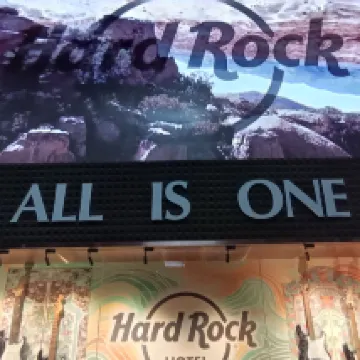 Hard Rock
ALL IS ONE
Hard Rock
HOTEL